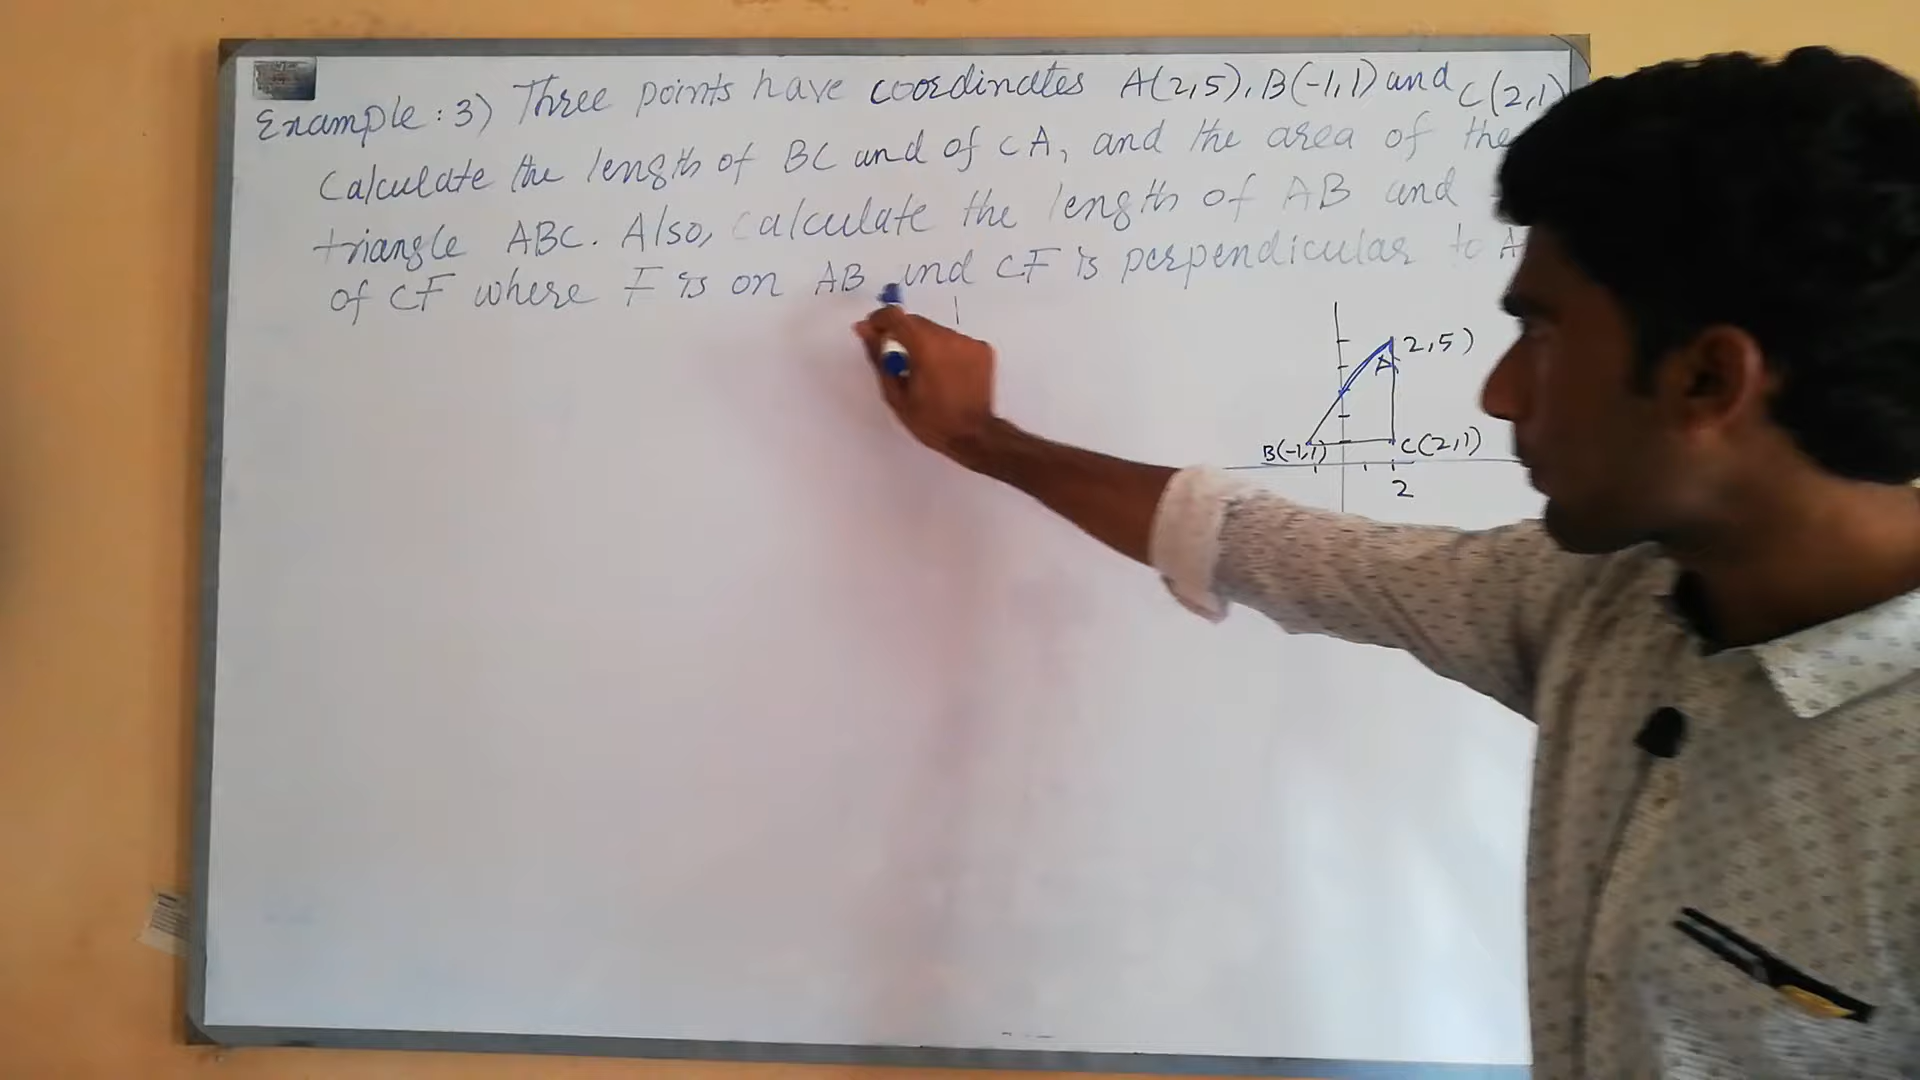 Example: 3) Three points have coordinates A(2,5), B(-1,1) and C(2,1)
Calculate the length of BC and of CA, and the area of the
triangle ABC. Also, calculate the length of AB and
of CF where F is on AB and CF is perpendicular to A
2,5)
A
B(-1,1)
C(2,1)
2